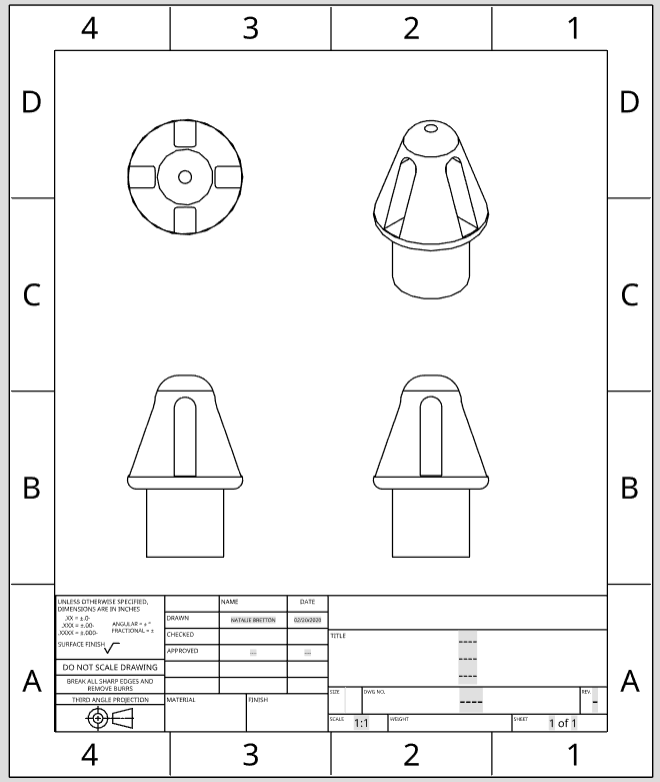 4 3 2 1
D D
C C
B B
A A
UNLESS OTHERWISE SPECIFIED,
DIMENSIONS ARE IN INCHES
.XX = ±.0-
.XXX = ±.00-
.XXXX = ±.000-
ANGULAR = ± °
FRACTIONAL = ±
SURFACE FINISH
DO NOT SCALE DRAWING
BREAK ALL SHARP EDGES AND
REMOVE BURRS
THIRD ANGLE PROJECTION
NAME DATE
DRAWN NATALIE BRETTON 02/20/2020
CHECKED
APPROVED --- ---
MATERIAL FINISH
TITLE ----
----
----
SIZE DWG NO. ---- REV. -
SCALE 1:1 WEIGHT SHEET 1 of 1
4 3 2 1